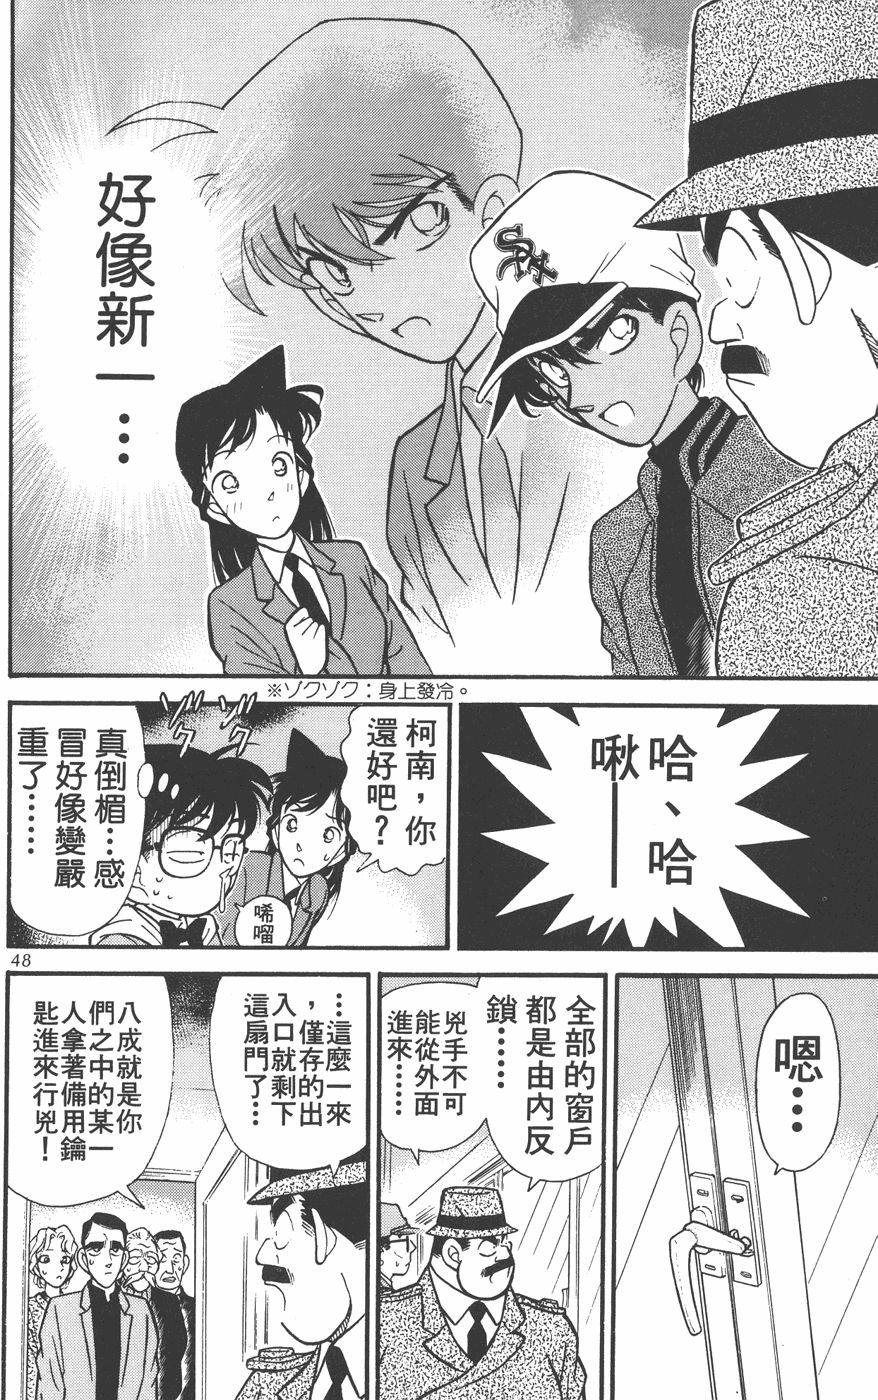 好像新一…
※ゾクゾク：身上發冷。
哈、哈
啾——
柯南，你
還好吧？
ゾクゾク
真倒楣…感
冒好像變嚴
重了……
唏
嚁
48
嗯…
全部的窗戶
都是由內反
鎖……
兇手不可
能從外面
進來……
…這麼一來
，僅存的出
入口就剩下
這扇門了…
八成就是你
們之中的某一
人拿著備用鑰
匙進來行兇！